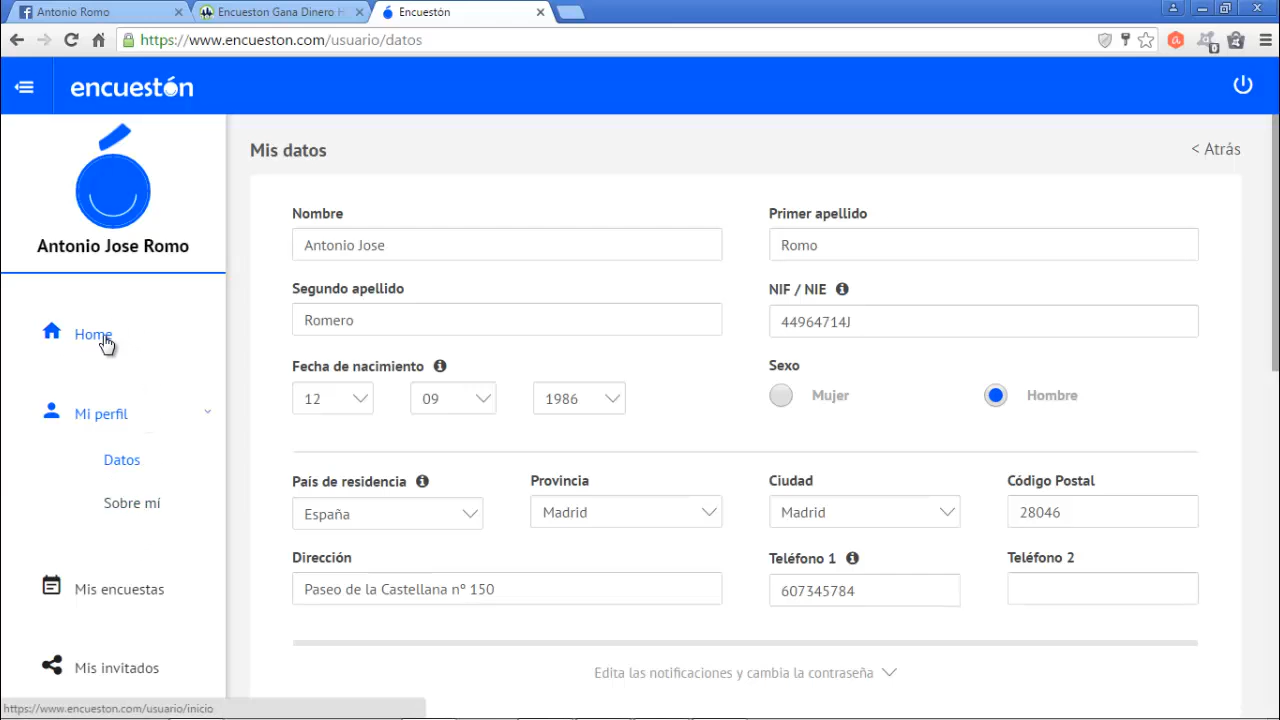 Antonio Romo
Encueston Gana Dinero H
Encuestón
https://www.encueston.com/usuario/datos
0
encuestón
Antonio Jose Romo
Home
Mi perfil
Datos
Sobre mí
Mis encuestas
Mis invitados
Mis datos
< Atrás
Nombre
Primer apellido
Antonio Jose
Romo
Segundo apellido
NIF / NIE
Romero
44964714J
Fecha de nacimiento
Sexo
12
09
1986
Mujer
Hombre
País de residencia
Provincia
Ciudad
Código Postal
España
Madrid
Madrid
28046
Dirección
Teléfono 1
Teléfono 2
Paseo de la Castellana nº 150
607345784
Edita las notificaciones y cambia la contraseña
https://www.encueston.com/usuario/inicio